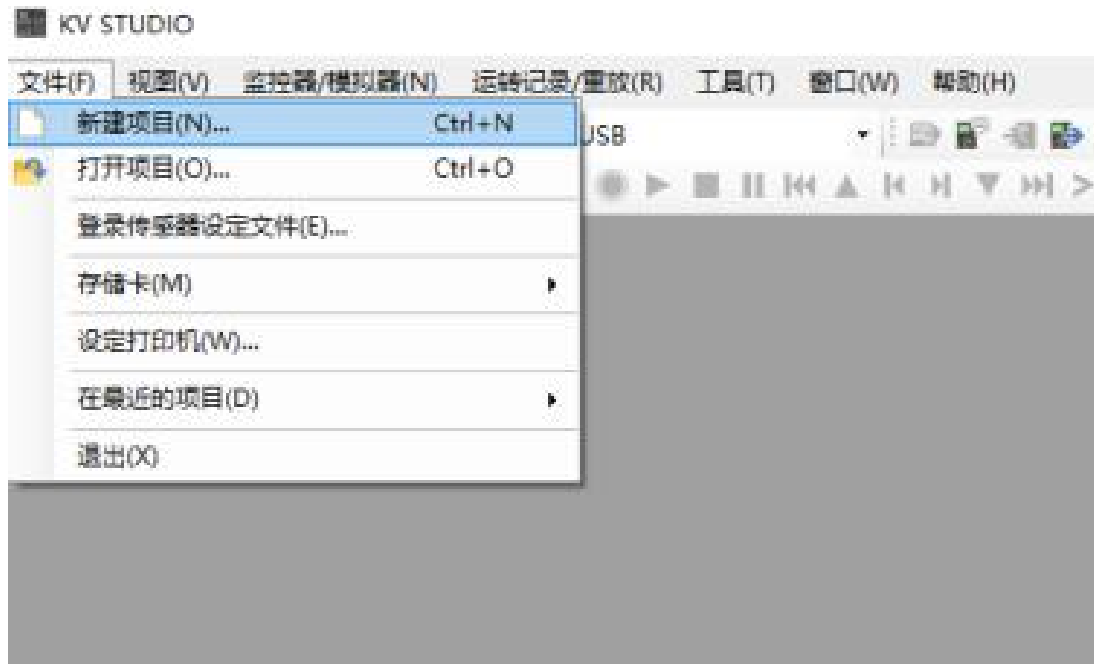 KV STUDIO
文件(F) 视图(V) 监控器/模拟器(N) 运转记录/重放(R) 工具(T) 窗口(W) 帮助(H)
新建项目(N)... Ctrl+N
USB
打开项目(O)... Ctrl+O
登录传感器设定文件(E)...
存储卡(M)
设定打印机(W)...
在最近的项目(D)
退出(X)